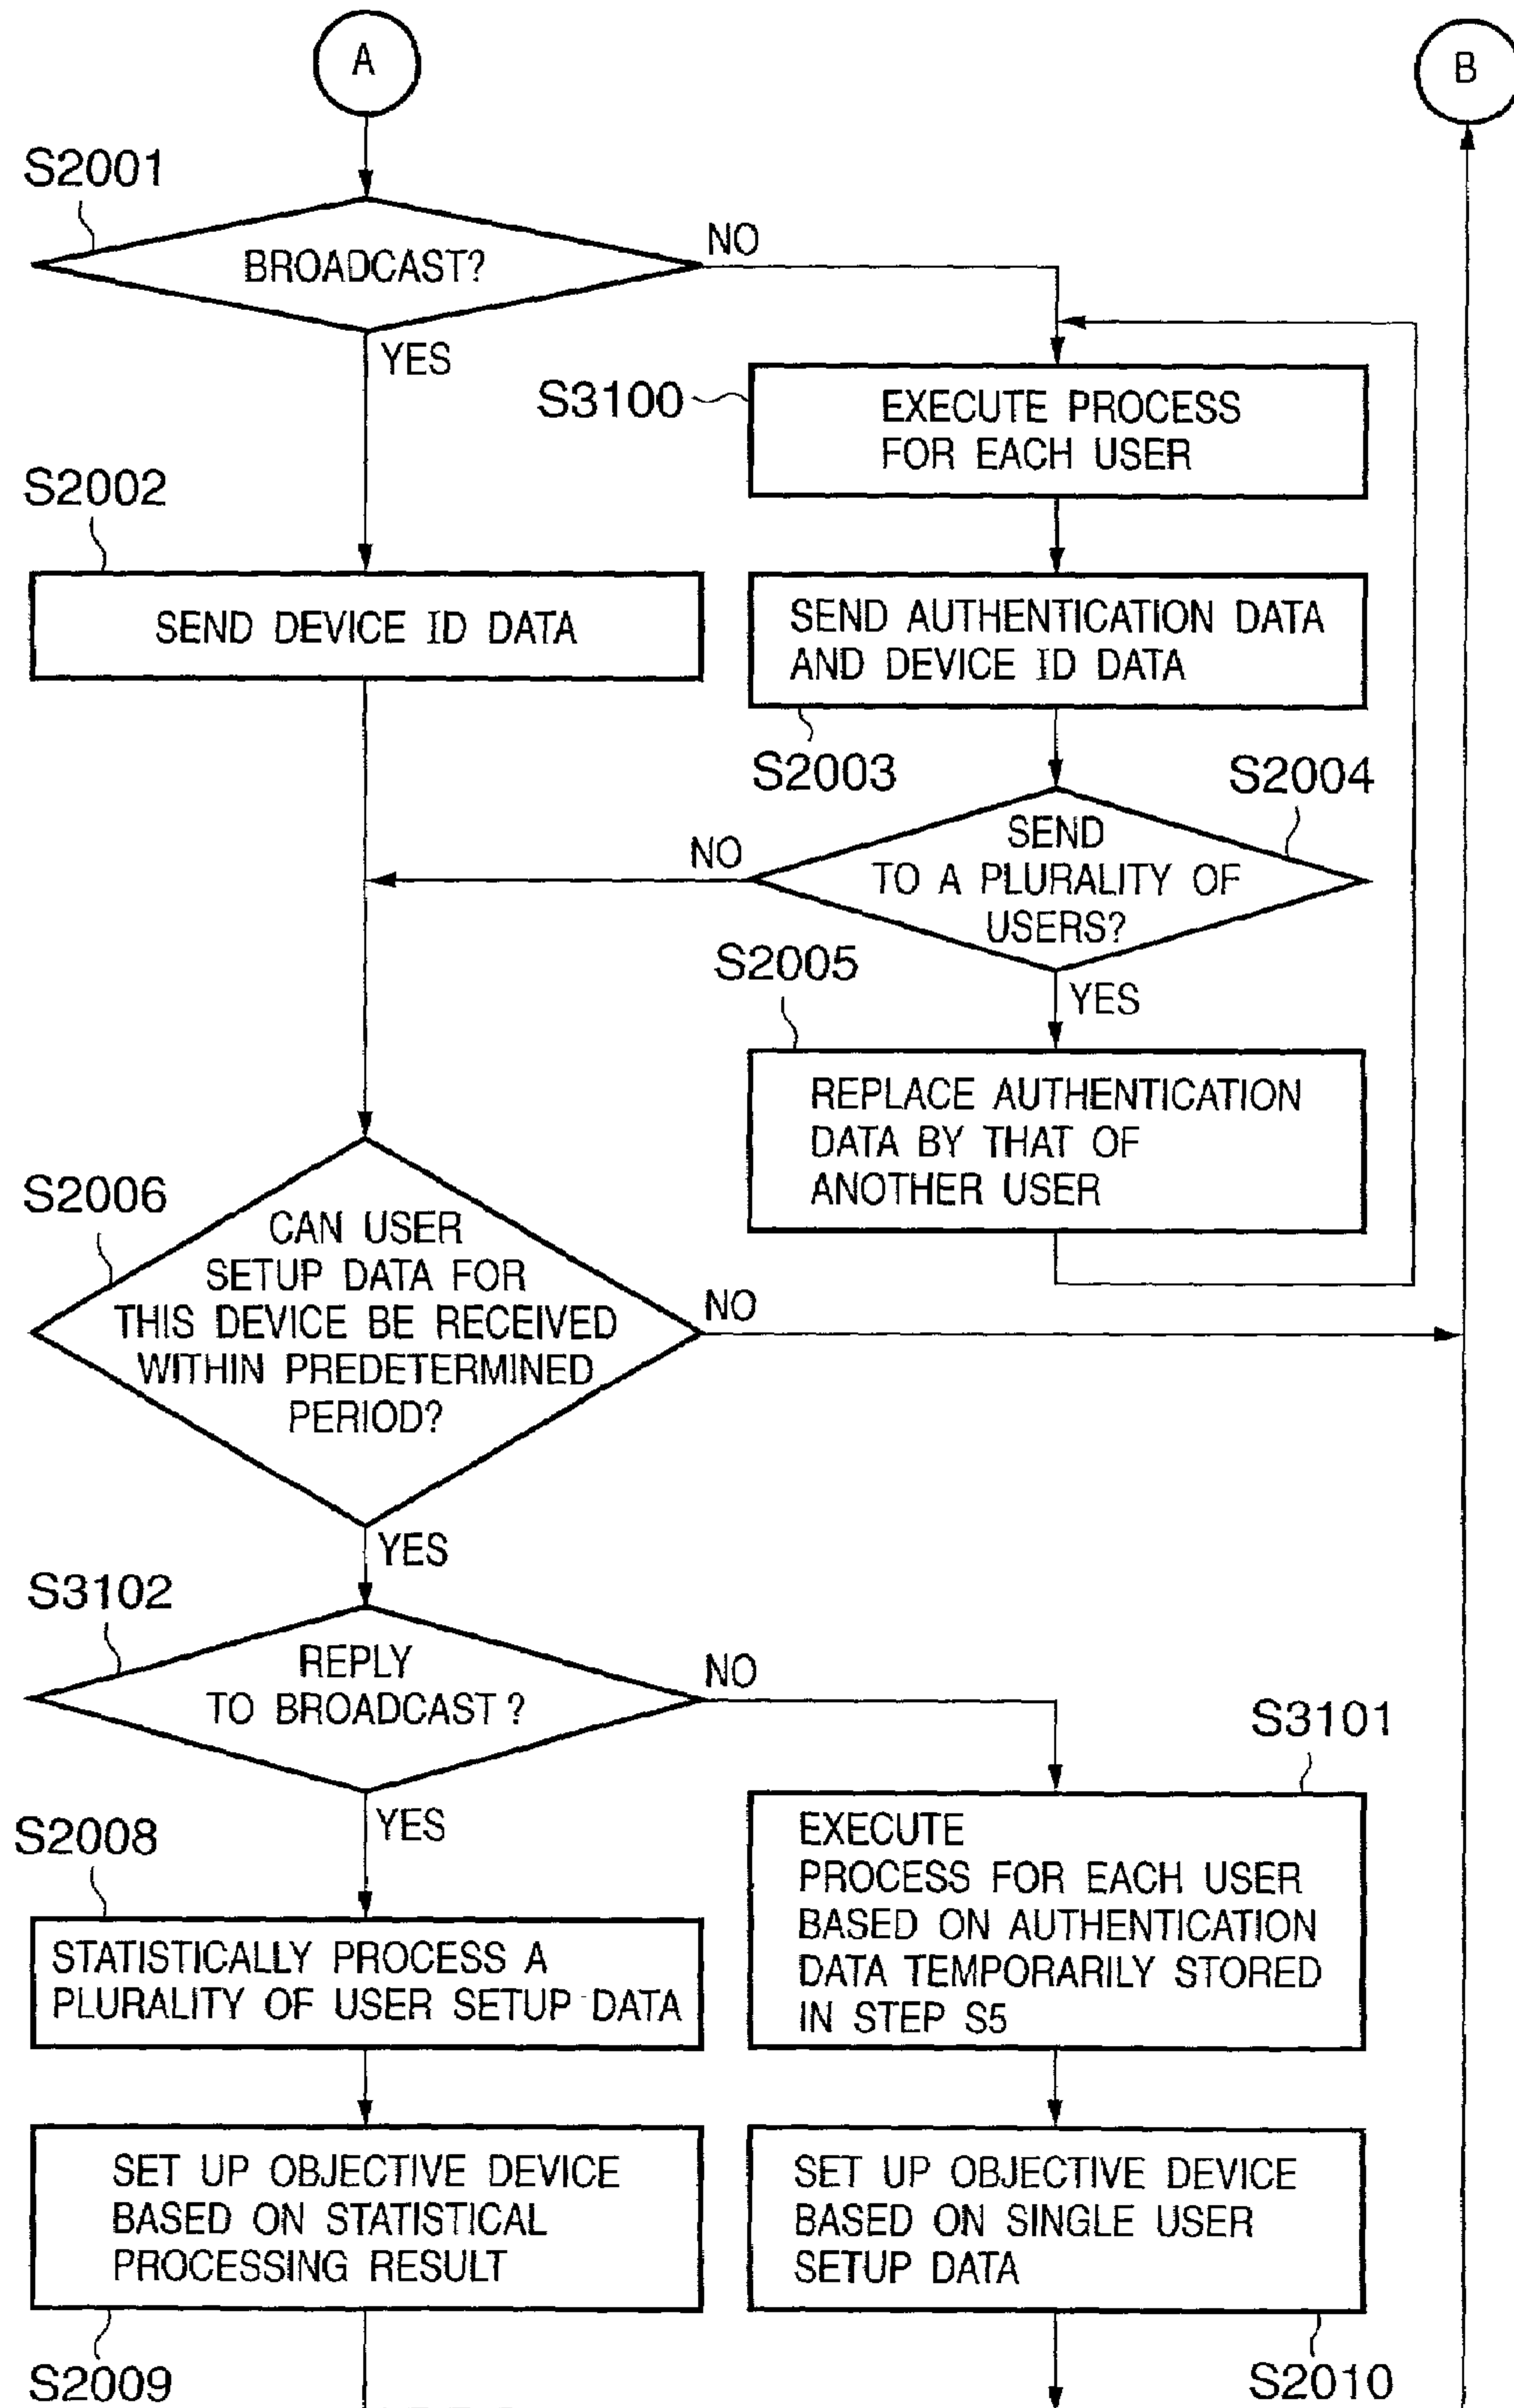 A
B
S2001
BROADCAST?
NO
YES
S3100
EXECUTE PROCESS
FOR EACH USER
S2002
SEND DEVICE ID DATA
SEND AUTHENTICATION DATA
AND DEVICE ID DATA
S2003
S2004
SEND
TO A PLURALITY OF
USERS?
NO
YES
S2005
REPLACE AUTHENTICATION
DATA BY THAT OF
ANOTHER USER
S2006
CAN USER
SETUP DATA FOR
THIS DEVICE BE RECEIVED
WITHIN PREDETERMINED
PERIOD?
NO
YES
S3102
REPLY
TO BROADCAST?
NO
YES
S3101
EXECUTE
PROCESS FOR EACH USER
BASED ON AUTHENTICATION
DATA TEMPORARILY STORED
IN STEP S5
S2008
STATISTICALLY PROCESS A
PLURALITY OF USER SETUP DATA
SET UP OBJECTIVE DEVICE
BASED ON STATISTICAL
PROCESSING RESULT
S2009
SET UP OBJECTIVE DEVICE
BASED ON SINGLE USER
SETUP DATA
S2010